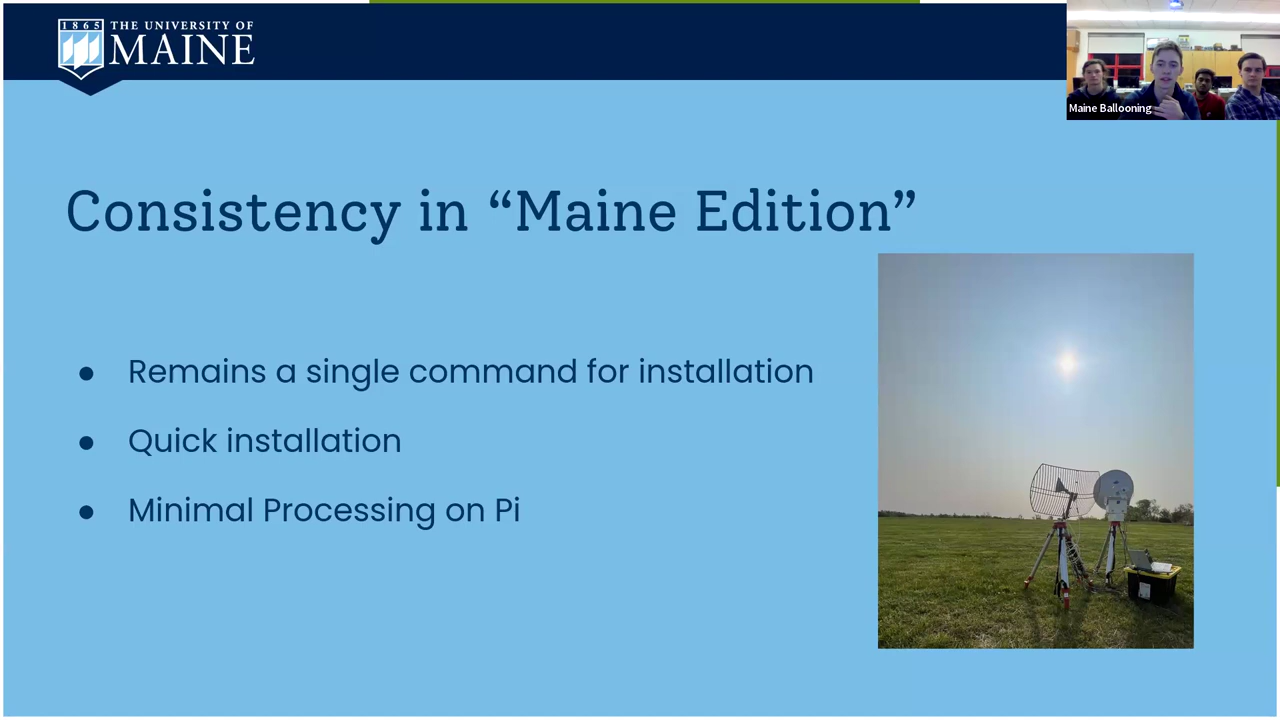 1865
THE UNIVERSITY OF
MAINE
Maine Ballooning
Consistency in “Maine Edition”
● Remains a single command for installation
● Quick installation
● Minimal Processing on Pi